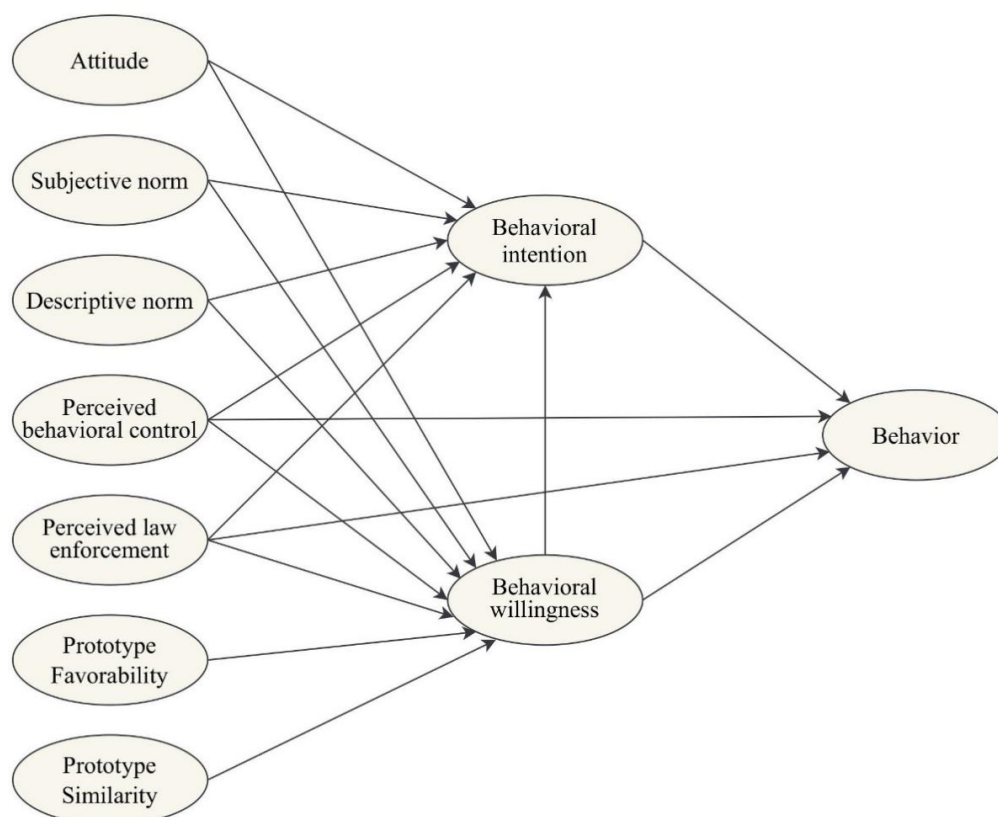 Attitude
Subjective norm
Descriptive norm
Perceived
behavioral control
Perceived law
enforcement
Prototype
Favorability
Prototype
Similarity
Behavioral
intention
Behavioral
willingness
Behavior